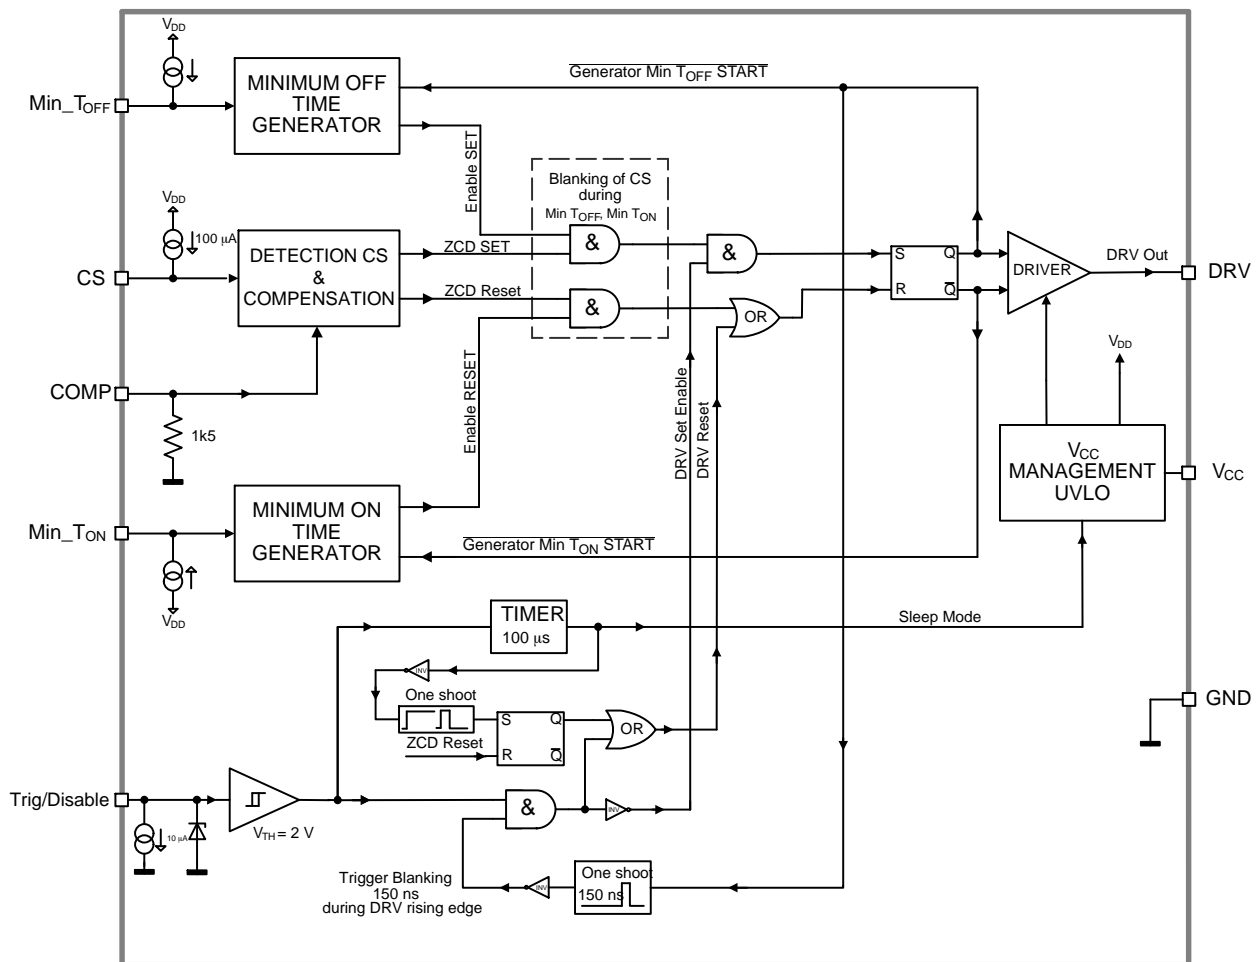 VDD
Min_TOFF
MINIMUM OFF
TIME
GENERATOR
Generator Min TOFF START
Enable SET
VDD
100 µA
CS
DETECTION CS
&
COMPENSATION
ZCD SET
ZCD Reset
Blanking of CS
during
Min TOFF, Min TON
&
&
&
OR
S
Q
R
Q
DRIVER
DRV Out
DRV
COMP
1k5
Enable RESET
DRV Set Enable
DRV Reset
VDD
VCC
MANAGEMENT
UVLO
VCC
Min_TON
MINIMUM ON
TIME
GENERATOR
Generator Min TON START
VDD
TIMER
100 µs
Sleep Mode
INV
One shoot
S
Q
R
Q
ZCD Reset
OR
GND
Trig/Disable
10 µA
VTH = 2 V
&
INV
Trigger Blanking
150 ns
during DRV rising edge
INV
One shoot
150 ns